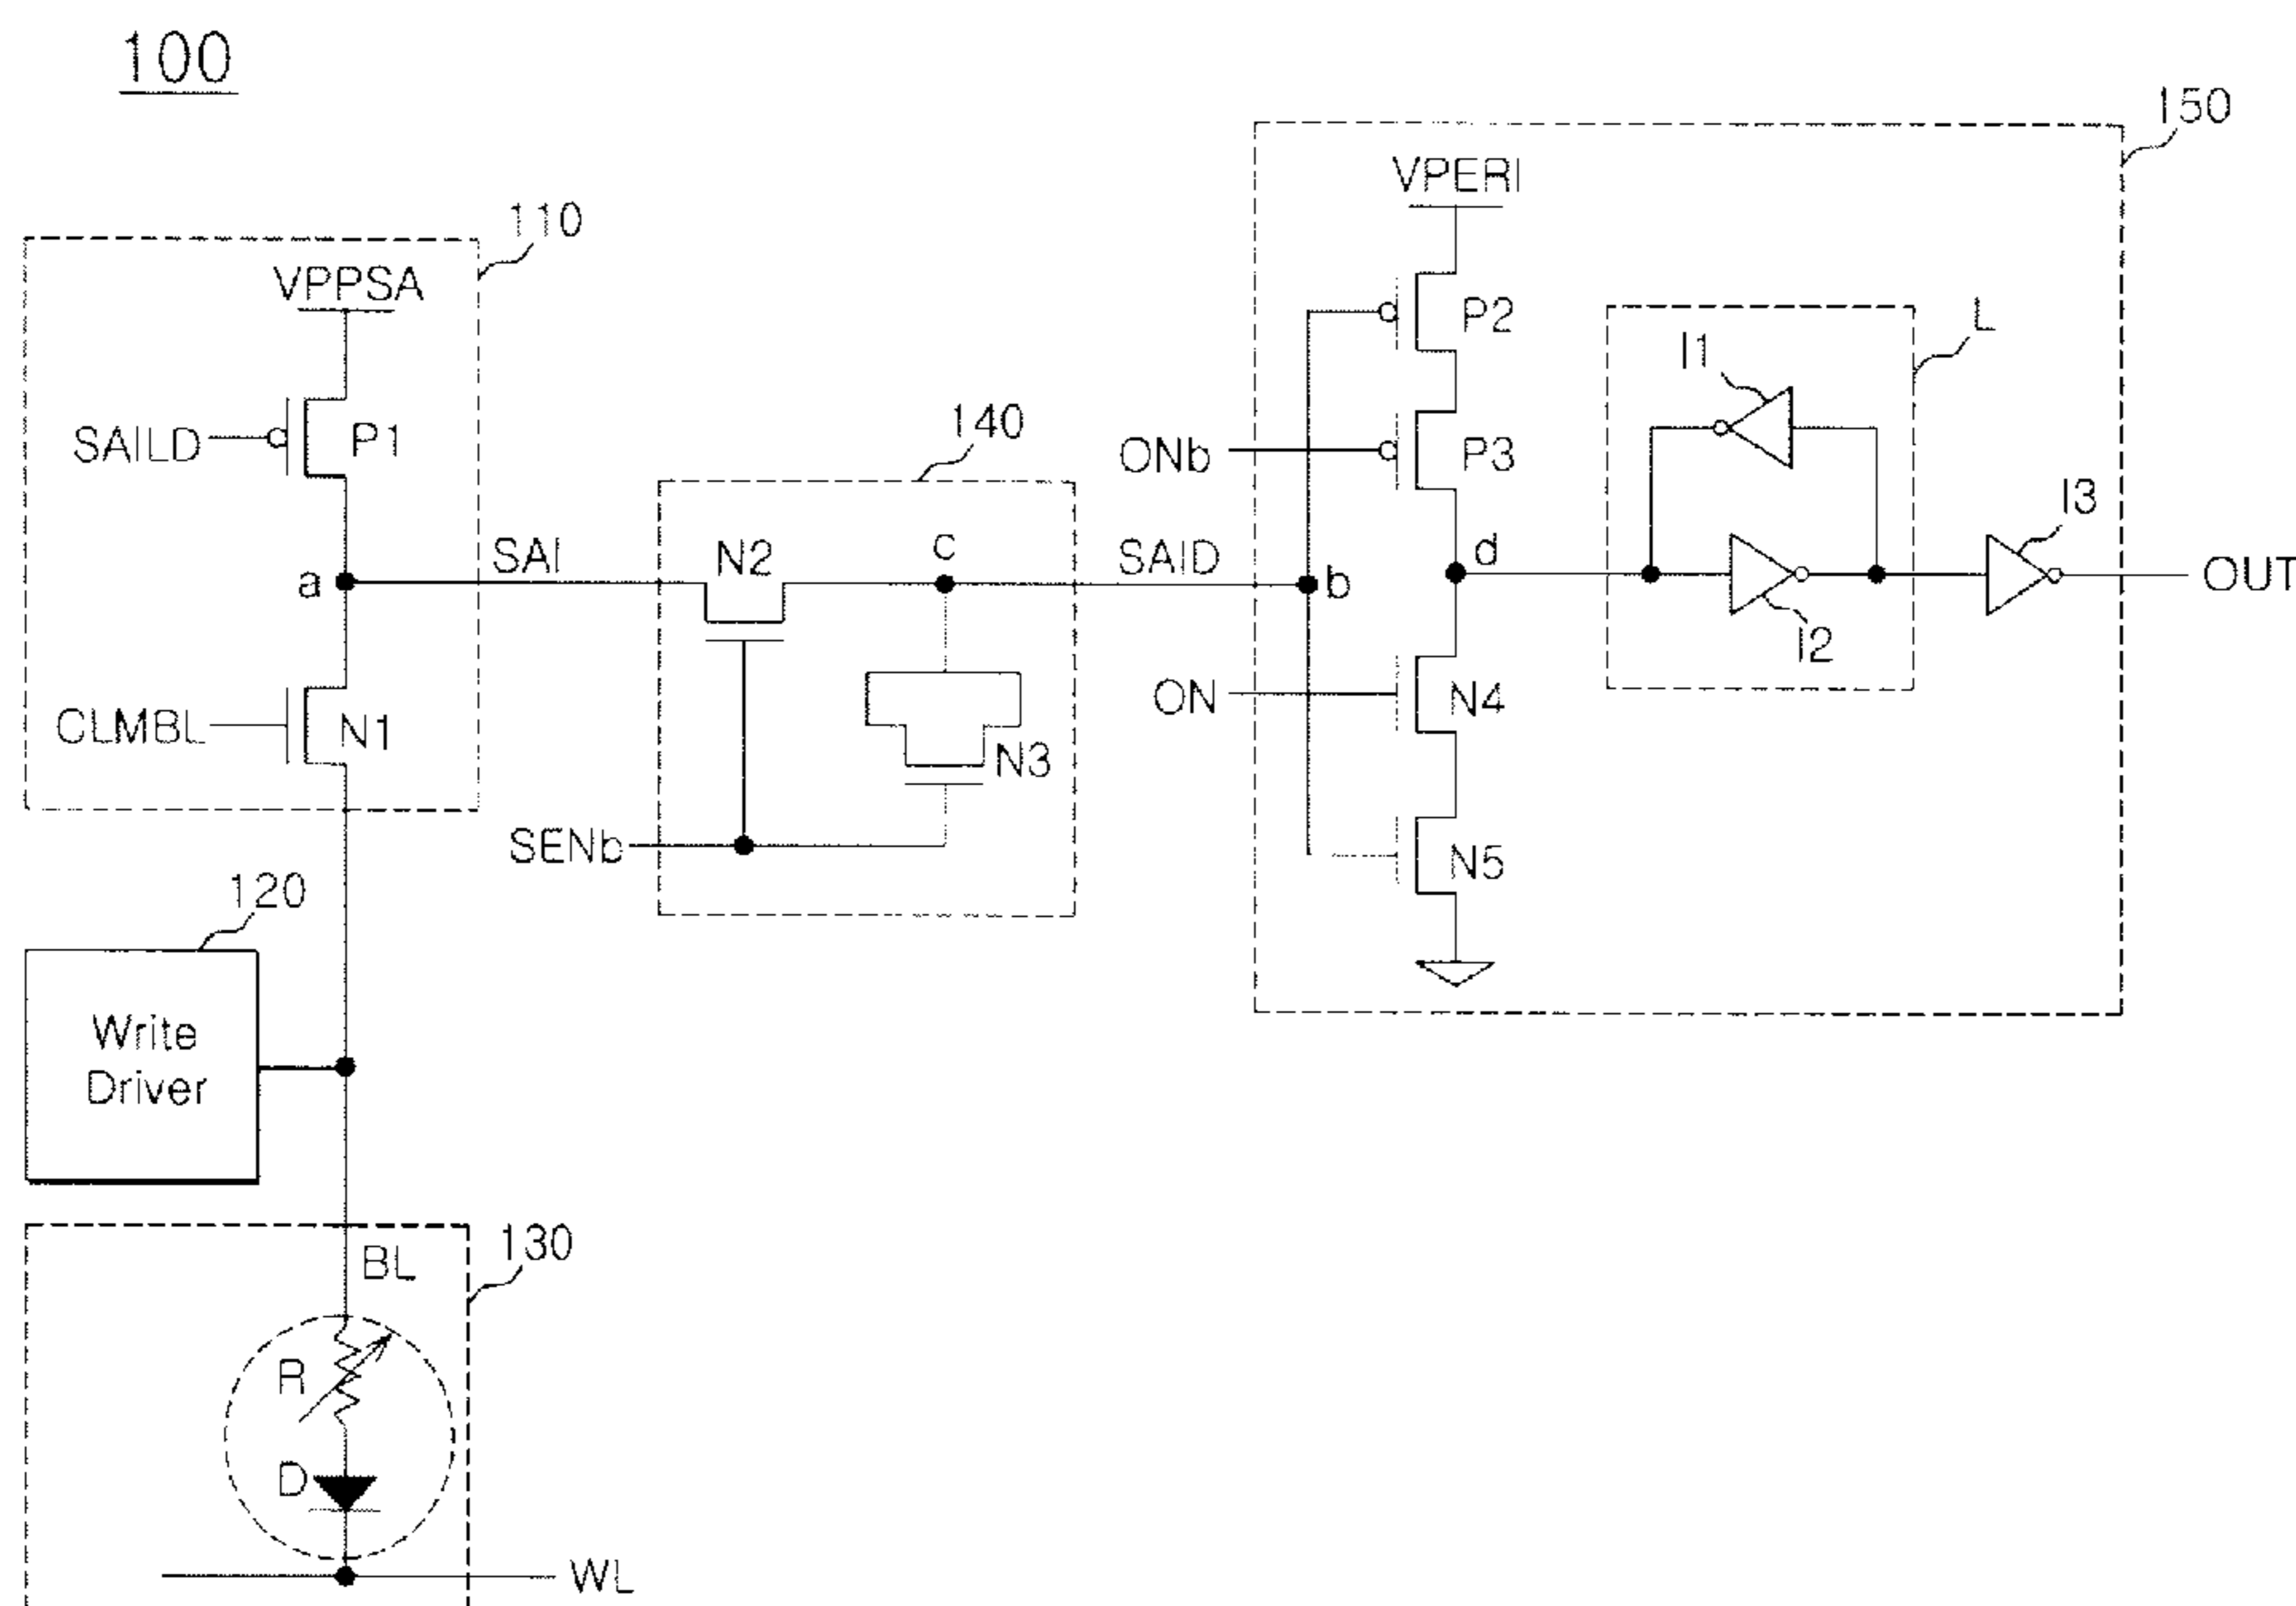 100
150
VPERI
110
VPPSA
P2
L
I1
SAILD
P1
140
ONb
P3
I3
SAI
N2
c
SAID
b
d
OUT
a
I2
CLMBL
N1
N3
ON
N4
SENb
N5
120
Write
Driver
130
BL
R
D
WL